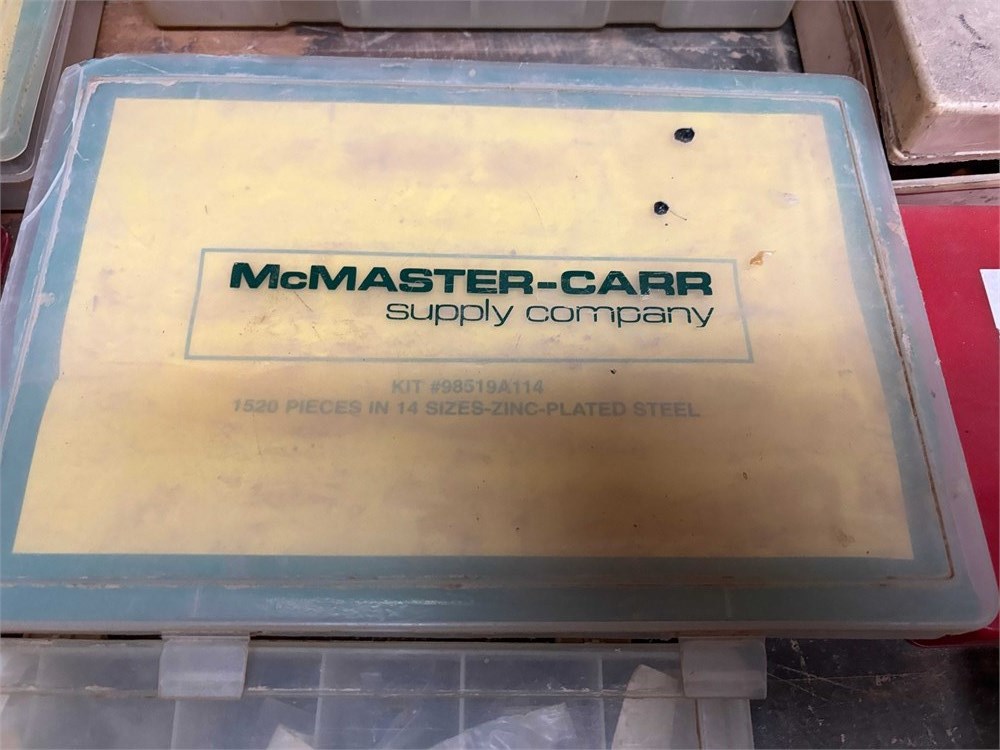 McMASTER-CARR
supply company
KIT #98519A114
1520 PIECES IN 14 SIZES-ZINC-PLATED STEEL